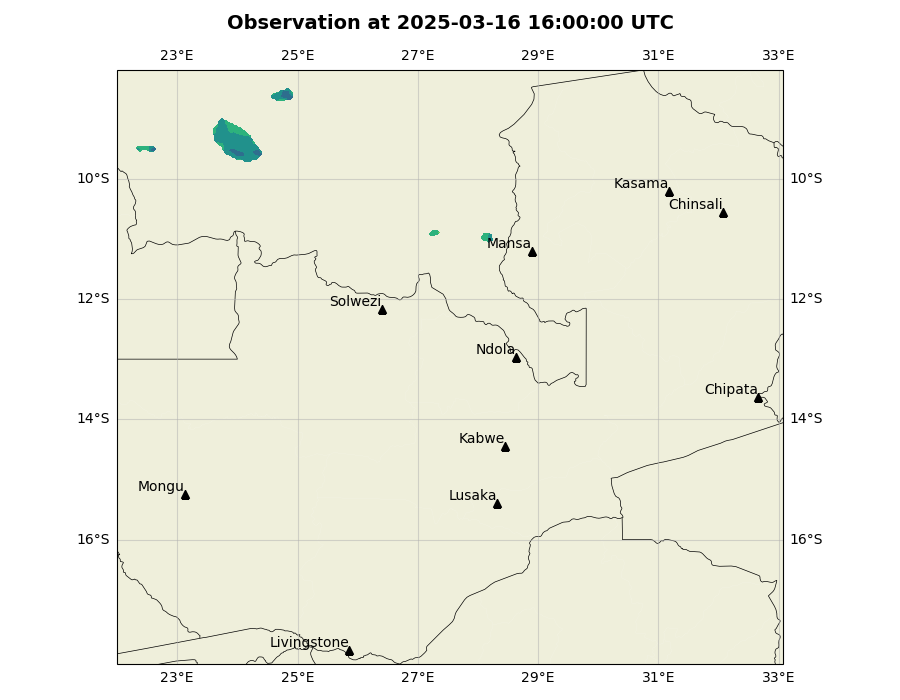 Observation at 2025-03-16 16:00:00 UTC
23°E 25°E 27°E 29°E 31°E 33°E
10°S 10°S
Kasama
Chinsali
Mansa
12°S 12°S
Solwezi
Ndola
Chipata
14°S 14°S
Kabwe
Mongu
Lusaka
16°S 16°S
Livingstone
23°E 25°E 27°E 29°E 31°E 33°E